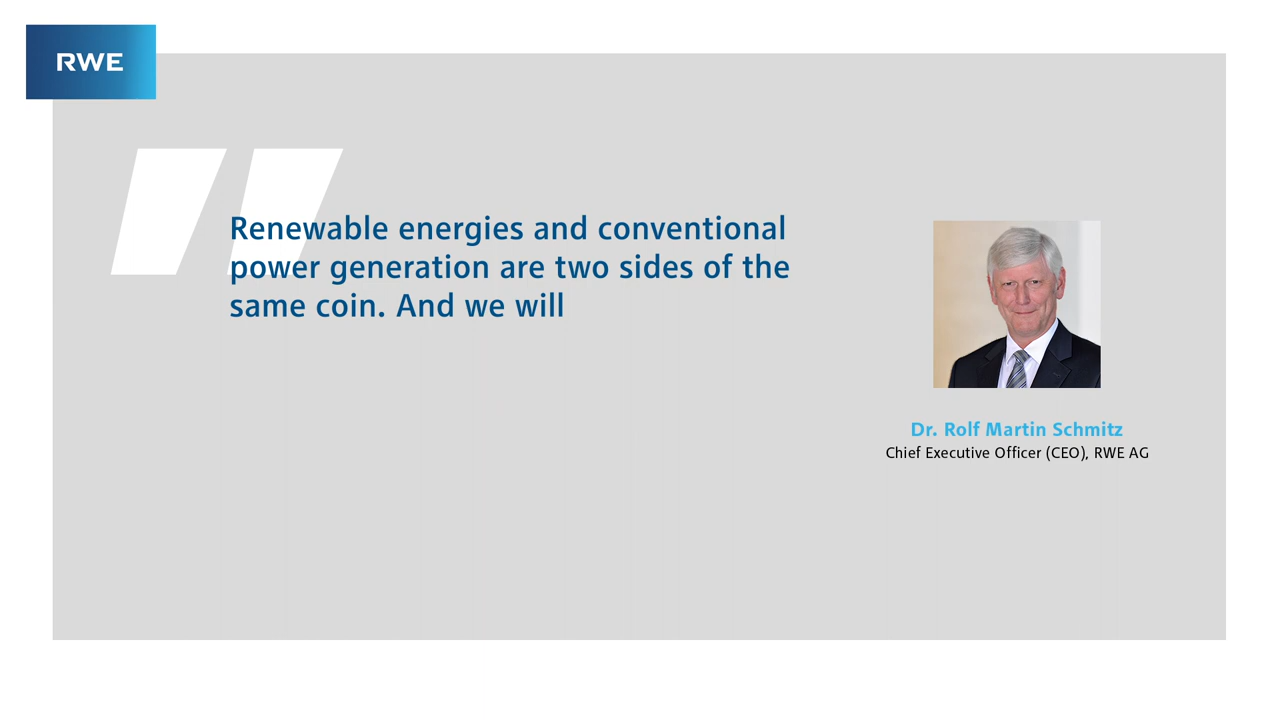 RWE
Renewable energies and conventional
power generation are two sides of the
same coin. And we will
Dr. Rolf Martin Schmitz
Chief Executive Officer (CEO), RWE AG